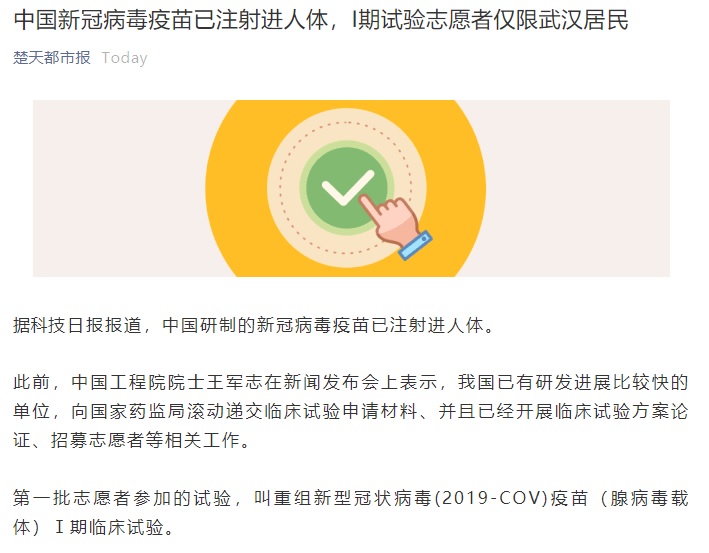 中国新冠病毒疫苗已注射进人体，I期试验志愿者仅限武汉居民
楚天都市报 Today
据科技日报报道，中国研制的新冠病毒疫苗已注射进人体。
此前，中国工程院院士王军志在新闻发布会上表示，我国已有研发进展比较快的
单位，向国家药监局滚动递交临床试验申请材料、并且已经开展临床试验方案论
证、招募志愿者等相关工作。
第一批志愿者参加的试验，叫重组新型冠状病毒(2019-COV)疫苗（腺病毒载
体）Ⅰ期临床试验。